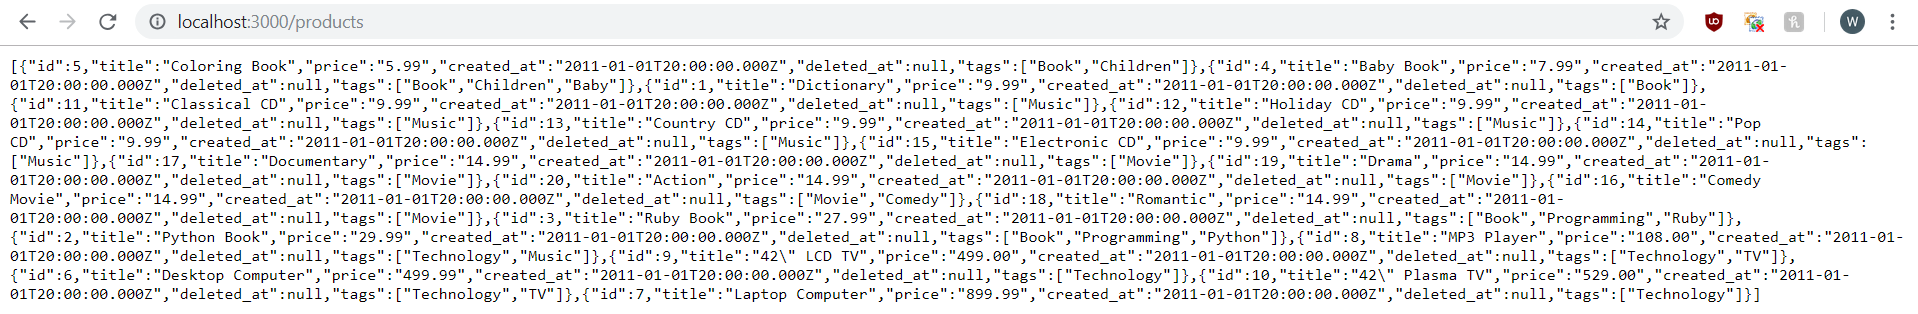 localhost:3000/products
W
[{"id":5,"title":"Coloring Book","price":"5.99","created_at":"2011-01-01T20:00:00.000Z","deleted_at":null,"tags":["Book","Children"]},{"id":4,"title":"Baby Book","price":"7.99","created_at":"2011-01-
01T20:00:00.000Z","deleted_at":null,"tags":["Book","Children","Baby"]},{"id":1,"title":"Dictionary","price":"9.99","created_at":"2011-01-01T20:00:00.000Z","deleted_at":null,"tags":["Book"]},
{"id":11,"title":"Classical CD","price":"9.99","created_at":"2011-01-01T20:00:00.000Z","deleted_at":null,"tags":["Music"]},{"id":12,"title":"Holiday CD","price":"9.99","created_at":"2011-01-
01T20:00:00.000Z","deleted_at":null,"tags":["Music"]},{"id":13,"title":"Country CD","price":"9.99","created_at":"2011-01-01T20:00:00.000Z","deleted_at":null,"tags":["Music"]},{"id":14,"title":"Pop
CD","price":"9.99","created_at":"2011-01-01T20:00:00.000Z","deleted_at":null,"tags":["Music"]},{"id":15,"title":"Electronic CD","price":"9.99","created_at":"2011-01-01T20:00:00.000Z","deleted_at":null,"tags":
["Music"]},{"id":17,"title":"Documentary","price":"14.99","created_at":"2011-01-01T20:00:00.000Z","deleted_at":null,"tags":["Movie"]},{"id":19,"title":"Drama","price":"14.99","created_at":"2011-01-
01T20:00:00.000Z","deleted_at":null,"tags":["Movie"]},{"id":20,"title":"Action","price":"14.99","created_at":"2011-01-01T20:00:00.000Z","deleted_at":null,"tags":["Movie"]},{"id":16,"title":"Comedy
Movie","price":"14.99","created_at":"2011-01-01T20:00:00.000Z","deleted_at":null,"tags":["Movie","Comedy"]},{"id":18,"title":"Romantic","price":"14.99","created_at":"2011-01-
01T20:00:00.000Z","deleted_at":null,"tags":["Movie"]},{"id":3,"title":"Ruby Book","price":"27.99","created_at":"2011-01-01T20:00:00.000Z","deleted_at":null,"tags":["Book","Programming","Ruby"]},
{"id":2,"title":"Python Book","price":"29.99","created_at":"2011-01-01T20:00:00.000Z","deleted_at":null,"tags":["Book","Programming","Python"]},{"id":8,"title":"MP3 Player","price":"108.00","created_at":"2011-01-
01T20:00:00.000Z","deleted_at":null,"tags":["Technology","Music"]},{"id":9,"title":"42\" LCD TV","price":"499.00","created_at":"2011-01-01T20:00:00.000Z","deleted_at":null,"tags":["Technology","TV"]},
{"id":6,"title":"Desktop Computer","price":"499.99","created_at":"2011-01-01T20:00:00.000Z","deleted_at":null,"tags":["Technology"]},{"id":10,"title":"42\" Plasma TV","price":"529.00","created_at":"2011-01-
01T20:00:00.000Z","deleted_at":null,"tags":["Technology","TV"]},{"id":7,"title":"Laptop Computer","price":"899.99","created_at":"2011-01-01T20:00:00.000Z","deleted_at":null,"tags":["Technology"]}]